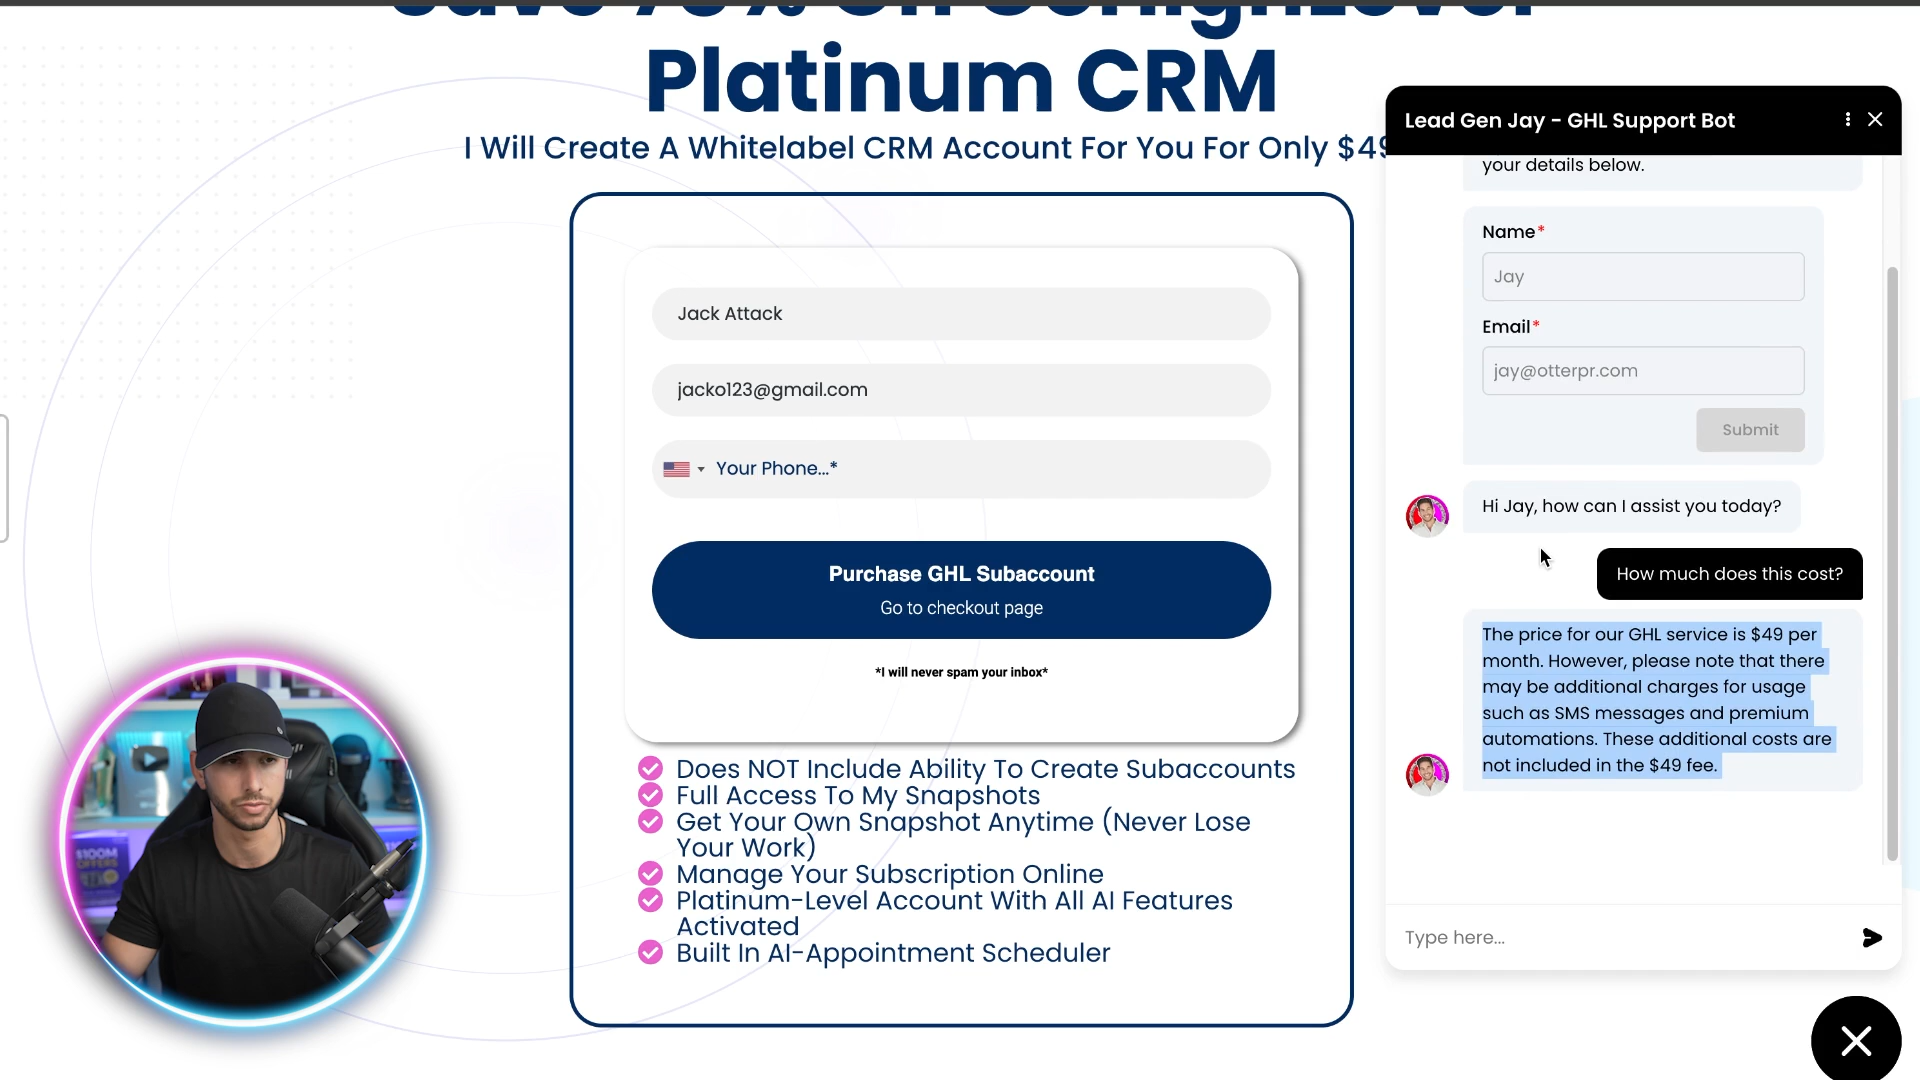 Platinum CRM
I Will Create A Whitelabel CRM Account For You For Only $49
Jack Attack
jacko123@gmail.com
Your Phone...*
Purchase GHL Subaccount
Go to checkout page
*I will never spam your inbox*
Does NOT Include Ability To Create Subaccounts
Full Access To My Snapshots
Get Your Own Snapshot Anytime (Never Lose
Your Work)
Manage Your Subscription Online
Platinum-Level Account With All AI Features
Activated
Built In AI-Appointment Scheduler
Lead Gen Jay - GHL Support Bot
your details below.
Name*
Jay
Email*
jay@otterpr.com
Submit
Hi Jay, how can I assist you today?
How much does this cost?
The price for our GHL service is $49 per
month. However, please note that there
may be additional charges for usage
such as SMS messages and premium
automations. These additional costs are
not included in the $49 fee.
Type here...
$100M
OFFERS